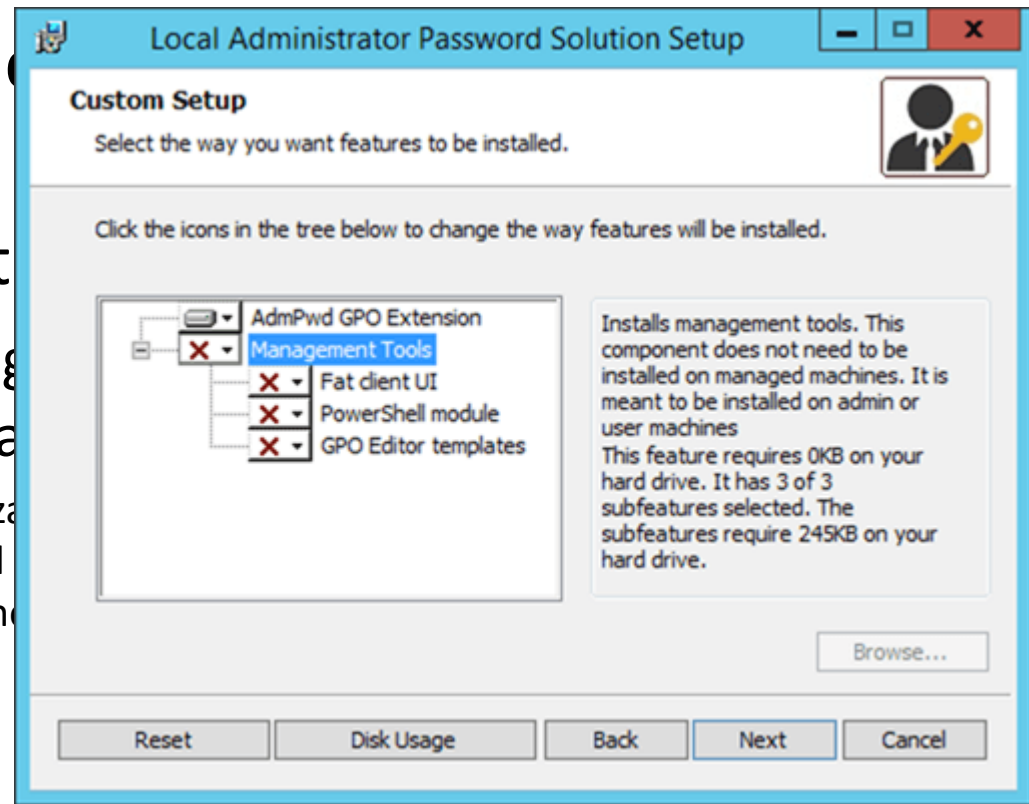 Local Administrator Password Solution Setup
Custom Setup
Select the way you want features to be installed.
Click the icons in the tree below to change the way features will be installed.
AdmPwd GPO Extension
Management Tools
Fat client UI
PowerShell module
GPO Editor templates
Installs management tools. This
component does not need to be
installed on managed machines. It is
meant to be installed on admin or
user machines
This feature requires 0KB on your
hard drive. It has 3 of 3
subfeatures selected. The
subfeatures require 245KB on your
hard drive.
Browse...
Reset
Disk Usage
Back
Next
Cancel